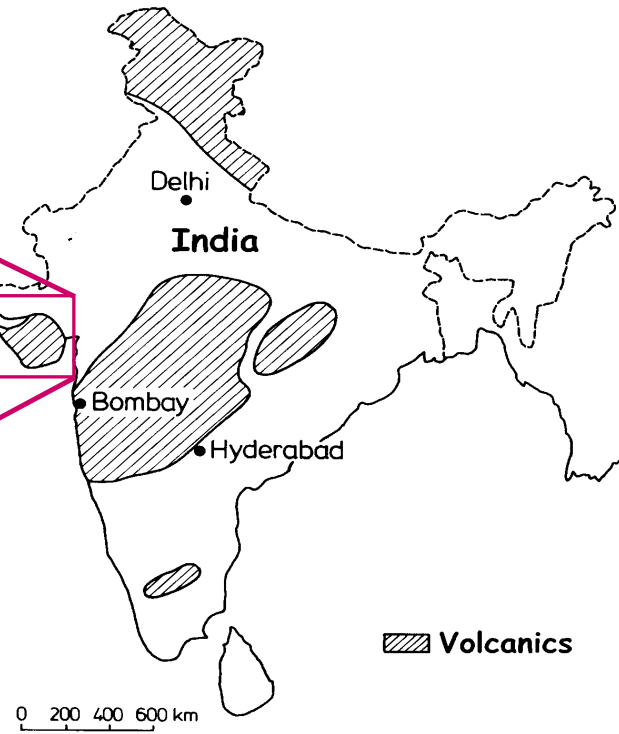 Delhi
India
Bombay
Hyderabad
Volcanics
0 200 400 600 km